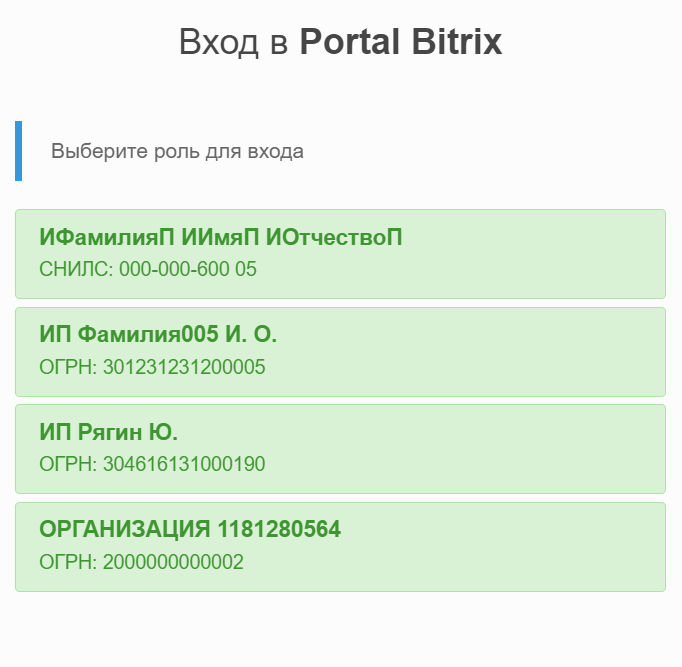 Вход в Portal Bitrix
Выберите роль для входа
ИФамилияП ИИмяП ИОтчествоП
СНИЛС: 000-000-600 05
ИП Фамилия005 И. О.
ОГРН: 301231231200005
ИП Рягин Ю.
ОГРН: 304616131000190
ОРГАНИЗАЦИЯ 1181280564
ОГРН: 2000000000002